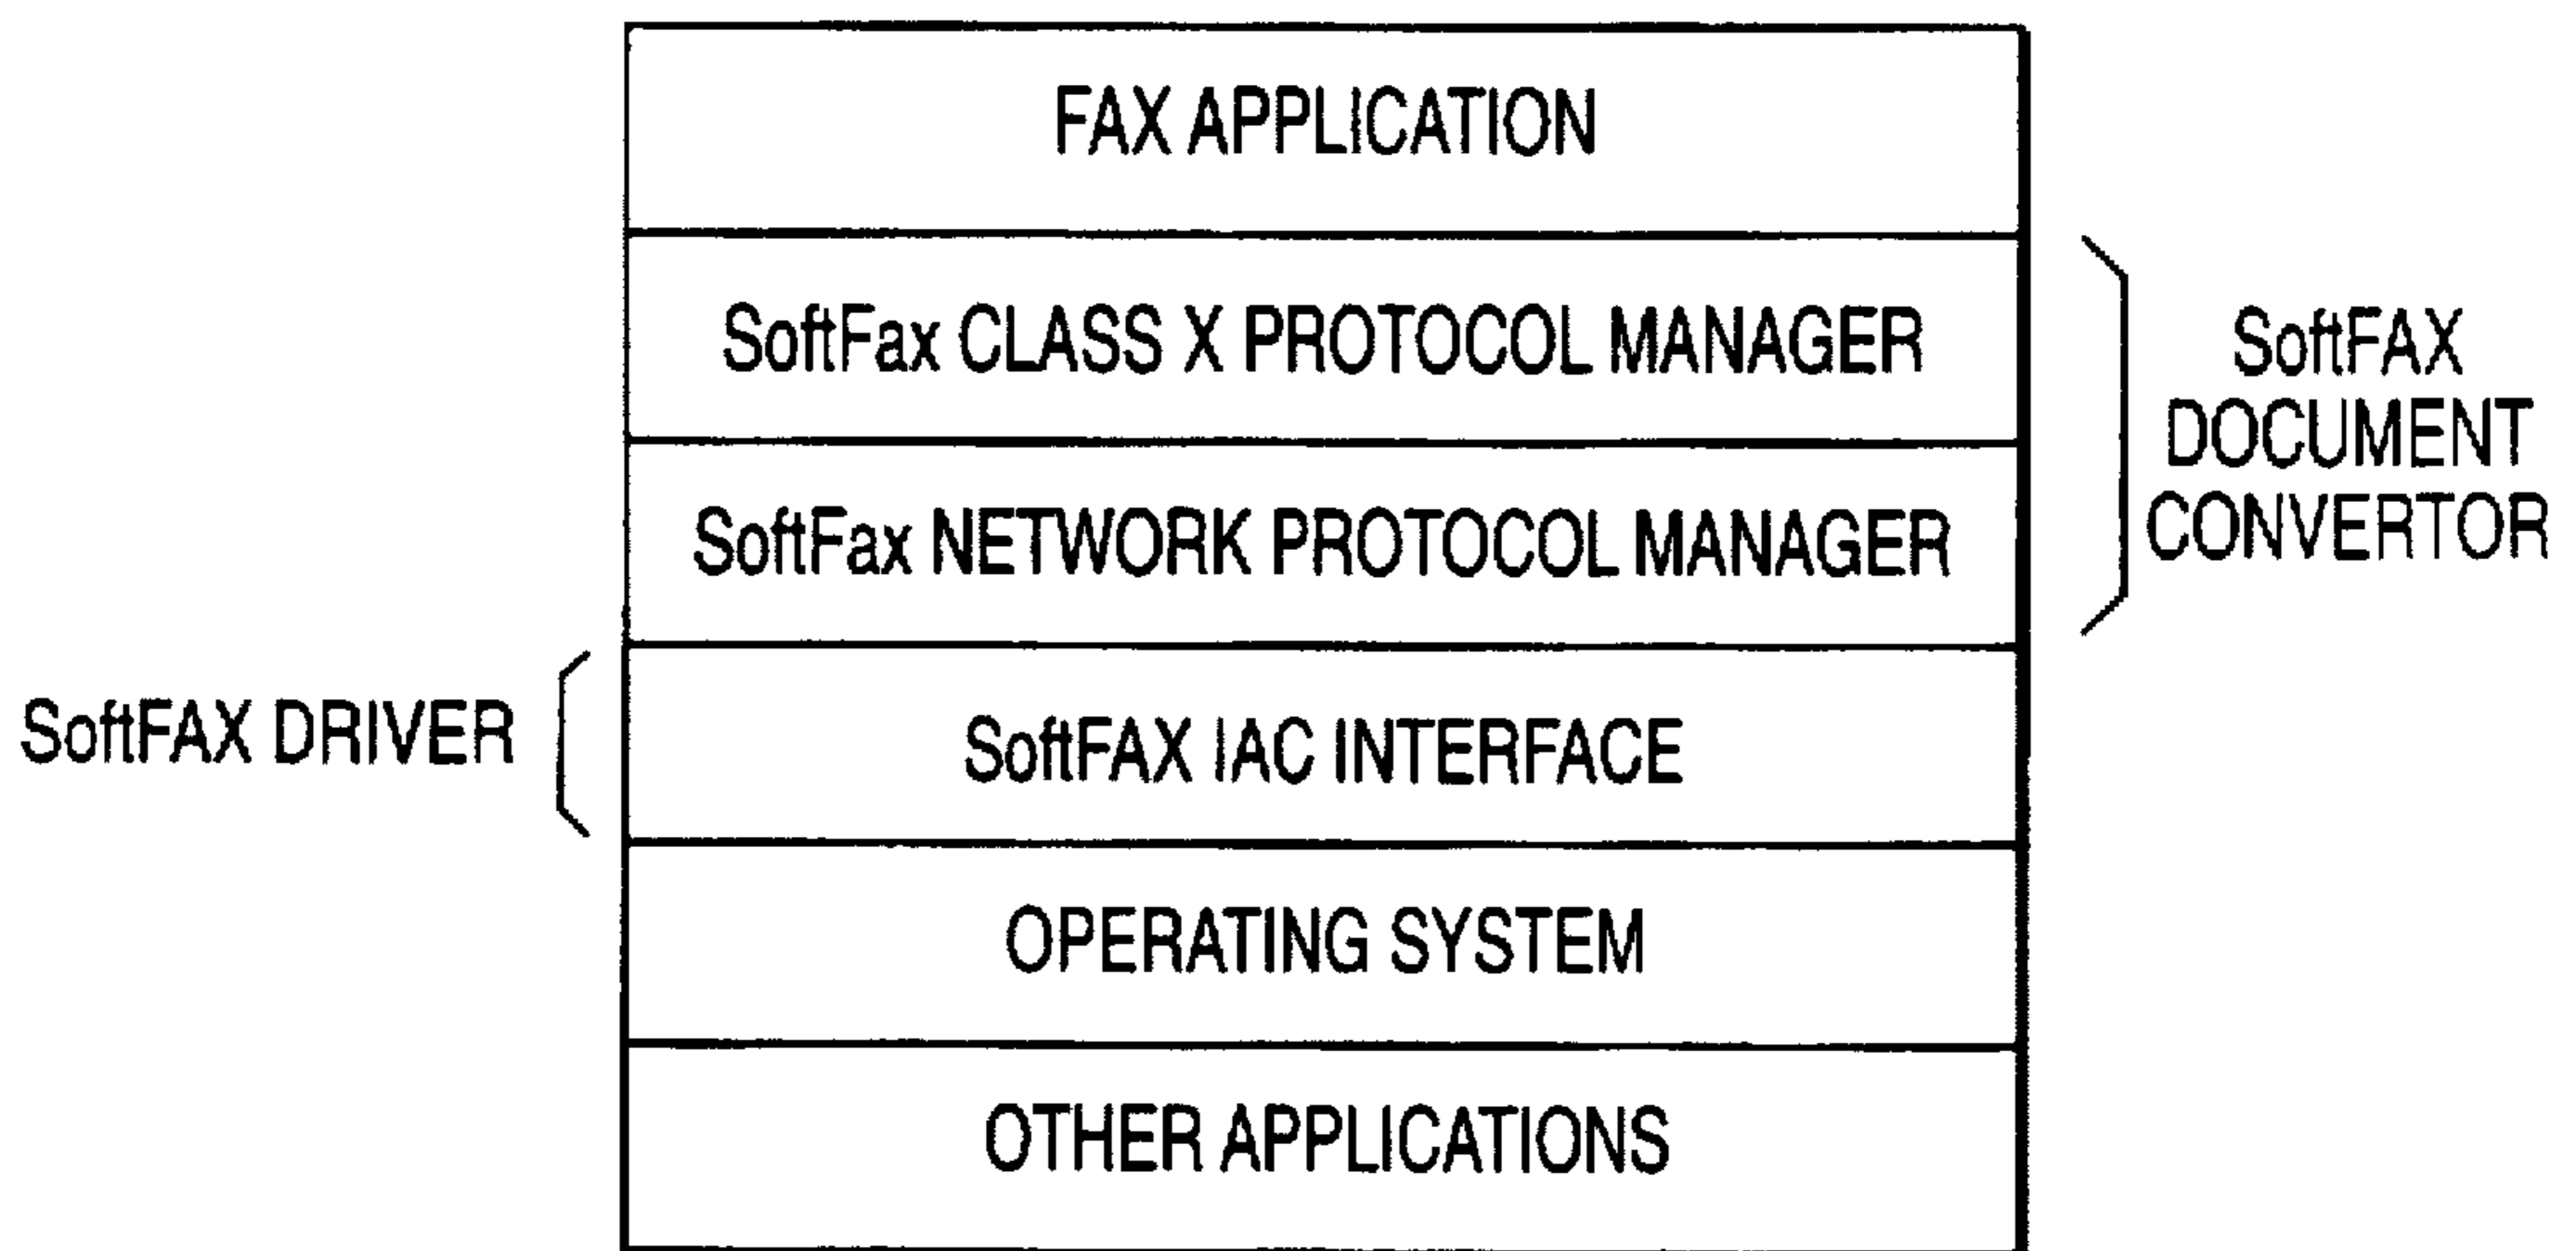 FAX APPLICATION
SoftFax CLASS X PROTOCOL MANAGER
SoftFax NETWORK PROTOCOL MANAGER
SoftFAX
DOCUMENT
CONVERTOR
SoftFAX DRIVER
SoftFAX IAC INTERFACE
OPERATING SYSTEM
OTHER APPLICATIONS